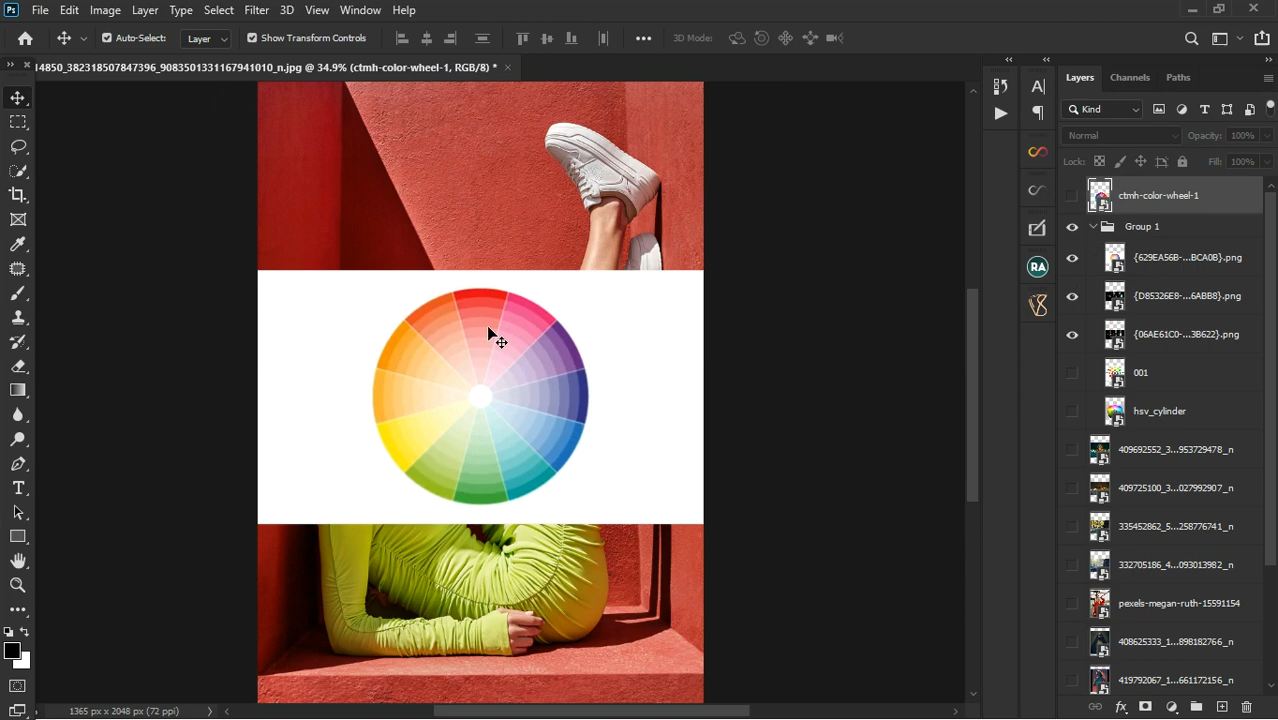 Ps File Edit Image Layer Type Select Filter 3D View Window Help
Auto-Select: Layer Show Transform Controls 3D Mode:
14850_382318507847396_9083501331167941010_n.jpg @ 34.9% (ctmh-color-wheel-1, RGB/8) *
Layers Channels Paths
Kind
Normal Opacity: 100%
Lock: Fill: 100%
ctmh-color-wheel-1
Group 1
{629EA56B-...BCA0B}.png
{D85326E8-...6ABB8}.png
{06AE61C0-...3B622}.png
001
hsv_cylinder
409692552_3...953729478_n
409725100_3...027992907_n
335452862_5...258776741_n
332705186_4...093013982_n
pexels-megan-ruth-15591154
408625333_1...898182766_n
419792067_1...661172156_n
RA
1365 px x 2048 px (72 ppi)